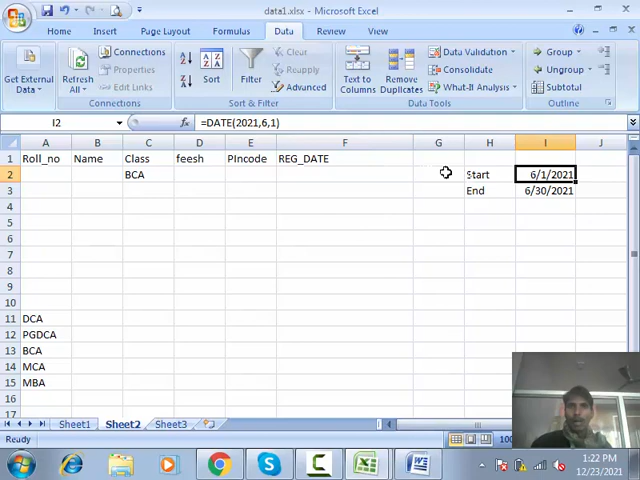 data1.xlsx - Microsoft Excel
Home Insert Page Layout Formulas Data Review View
Get External Data
Refresh All
Connections
Properties
Edit Links
Connections
Sort
Filter
Clear
Reapply
Advanced
Sort & Filter
Text to Columns
Remove Duplicates
Data Validation
Consolidate
What-If Analysis
Data Tools
Group
Ungroup
Subtotal
Outline
I2 fx =DATE(2021,6,1)
A B C D E F G H I J
1 Roll_no Name Class feesh PIncode REG_DATE
2 BCA Start 6/1/2021
3 End 6/30/2021
4
5
6
7
8
9
10
11 DCA
12 PGDCA
13 BCA
14 MCA
15 MBA
16
17
Sheet1 Sheet2 Sheet3
Ready
1:22 PM
12/23/2021